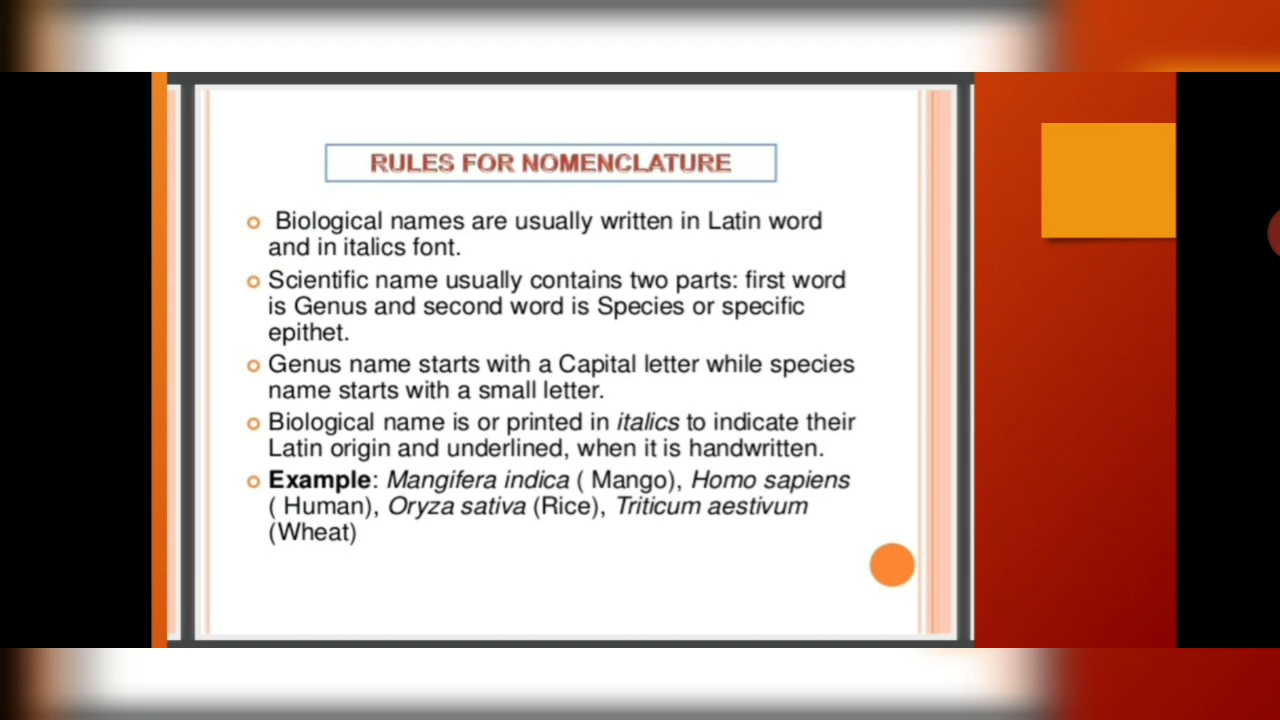 RULES FOR NOMENCLATURE
Biological names are usually written in Latin word
and in italics font.
Scientific name usually contains two parts: first word
is Genus and second word is Species or specific
epithet.
Genus name starts with a Capital letter while species
name starts with a small letter.
Biological name is or printed in italics to indicate their
Latin origin and underlined, when it is handwritten.
Example: Mangifera indica ( Mango), Homo sapiens
( Human), Oryza sativa (Rice), Triticum aestivum
(Wheat)